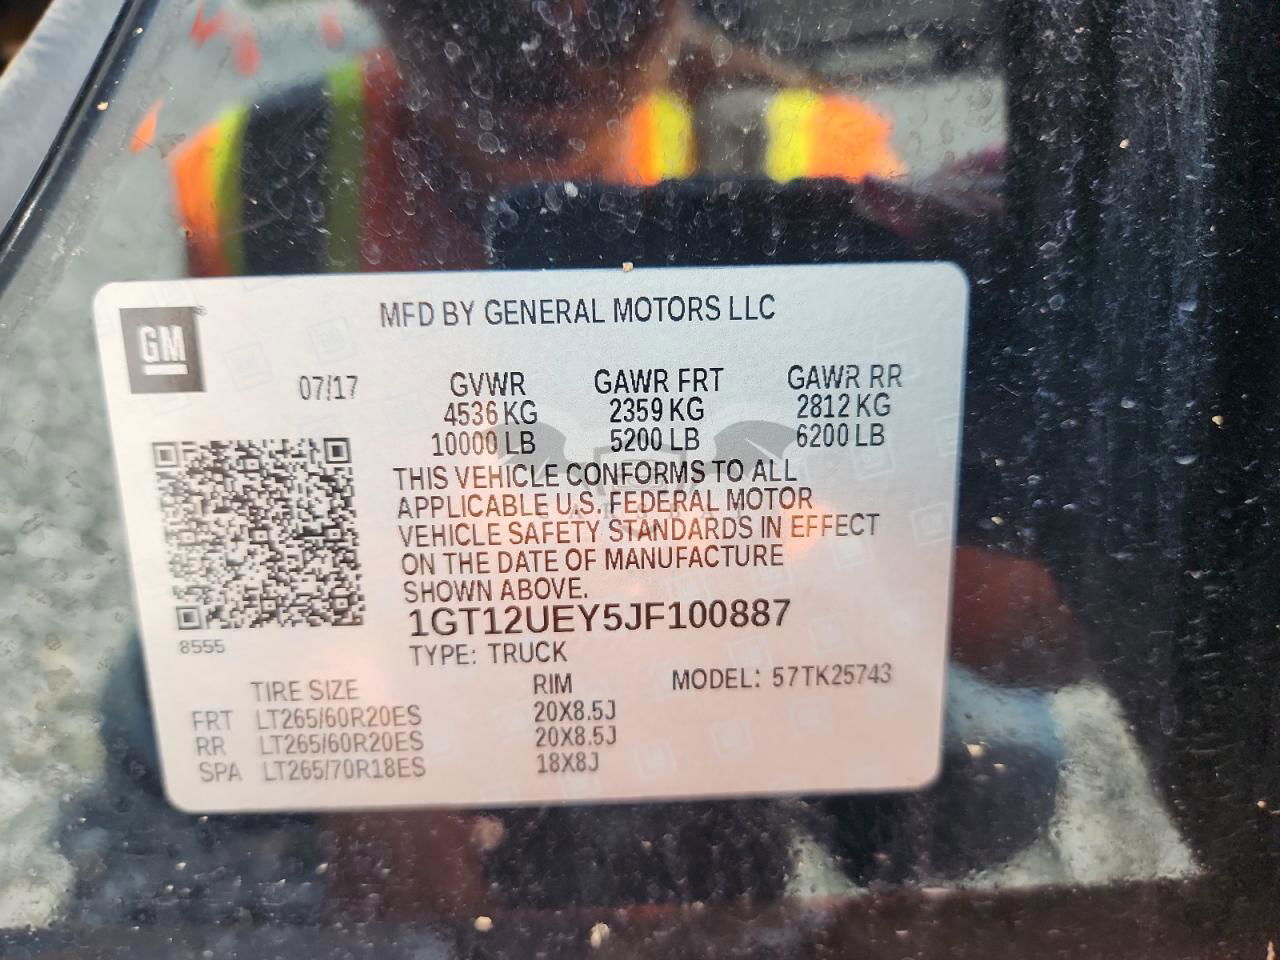 MFD BY GENERAL MOTORS LLC
GM
07/17 GVWR GAWR FRT GAWR RR
4536 KG 2359 KG 2812 KG
10000 LB 5200 LB 6200 LB
THIS VEHICLE CONFORMS TO ALL
APPLICABLE U.S. FEDERAL MOTOR
VEHICLE SAFETY STANDARDS IN EFFECT
ON THE DATE OF MANUFACTURE
SHOWN ABOVE.
1GT12UEY5JF100887
8555
TYPE: TRUCK
TIRE SIZE RIM MODEL: 57TK25743
FRT LT265/60R20ES 20X8.5J
RR LT265/60R20ES 20X8.5J
SPA LT265/70R18ES 18X8J